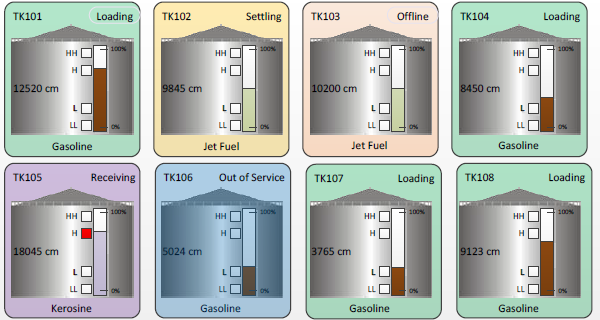 TK101 Loading
HH 100%
H
12520 cm
L
LL 0%
Gasoline
TK102 Settling
HH 100%
H
9845 cm
L
LL 0%
Jet Fuel
TK103 Offline
HH 100%
H
10200 cm
L
LL 0%
Jet Fuel
TK104 Loading
HH 100%
H
8450 cm
L
LL 0%
Gasoline
TK105 Receiving
HH 100%
H
18045 cm
L
LL 0%
Kerosine
TK106 Out of Service
HH 100%
H
5024 cm
L
LL 0%
Gasoline
TK107 Loading
HH 100%
H
3765 cm
L
LL 0%
Gasoline
TK108 Loading
HH 100%
H
9123 cm
L
LL 0%
Gasoline